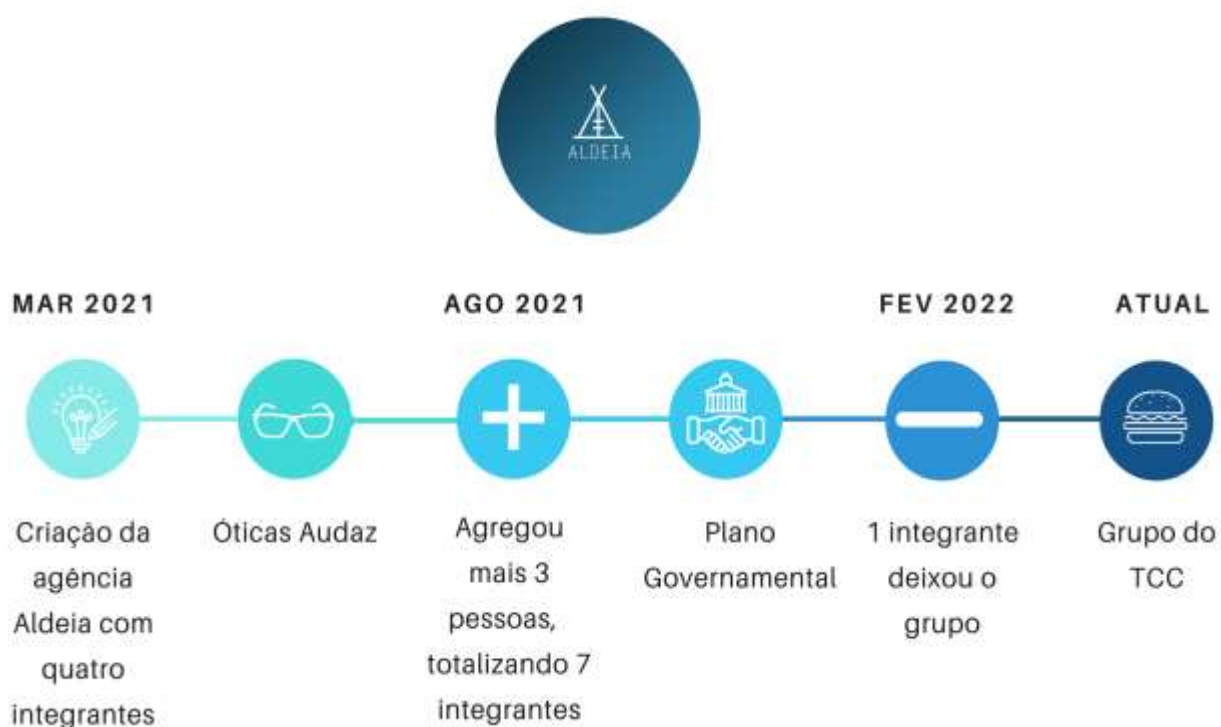 ALDEIA
MAR 2021
AGO 2021
FEV 2022
ATUAL
Criação da
agência
Aldeia com
quatro
integrantes
Óticas Audaz
Agregou
mais 3
pessoas,
totalizando 7
integrantes
Plano
Governamental
1 integrante
deixou o
grupo
Grupo do
TCC